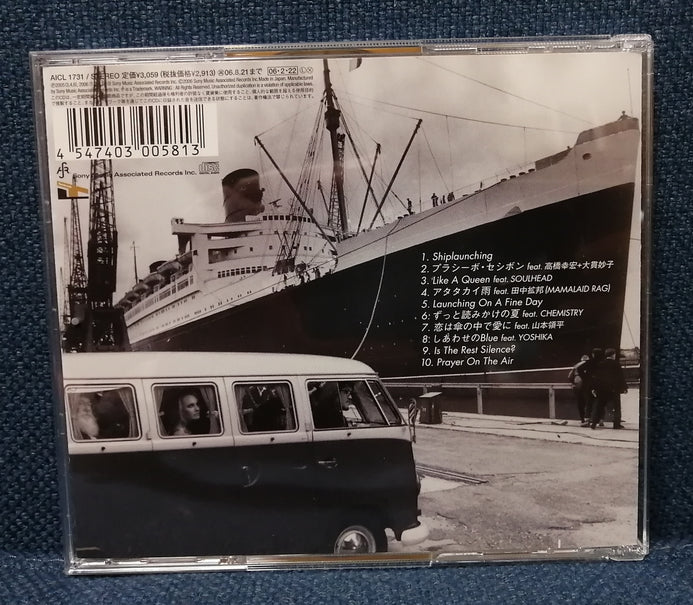 AICL 1731 / STEREO 定価¥3,059 (税抜価格¥2,913) 06.8.21まで 06・2・22
4 547403 005813
Associated Records Inc.
1. Shiplaunching
2. プラシーボ・セシボン feat. 高橋幸宏+大貫妙子
3. Like A Queen feat. SOULHEAD
4. アタタカイ雨 feat. 田中拡邦 (MAMALAID RAG)
5. Launching On A Fine Day
6. ずっと読みかけの夏 feat. CHEMISTRY
7. 恋は傘の中で愛に feat. 山本領平
8. しあわせのBlue feat. YOSHIKA
9. Is The Rest Silence?
10. Prayer On The Air